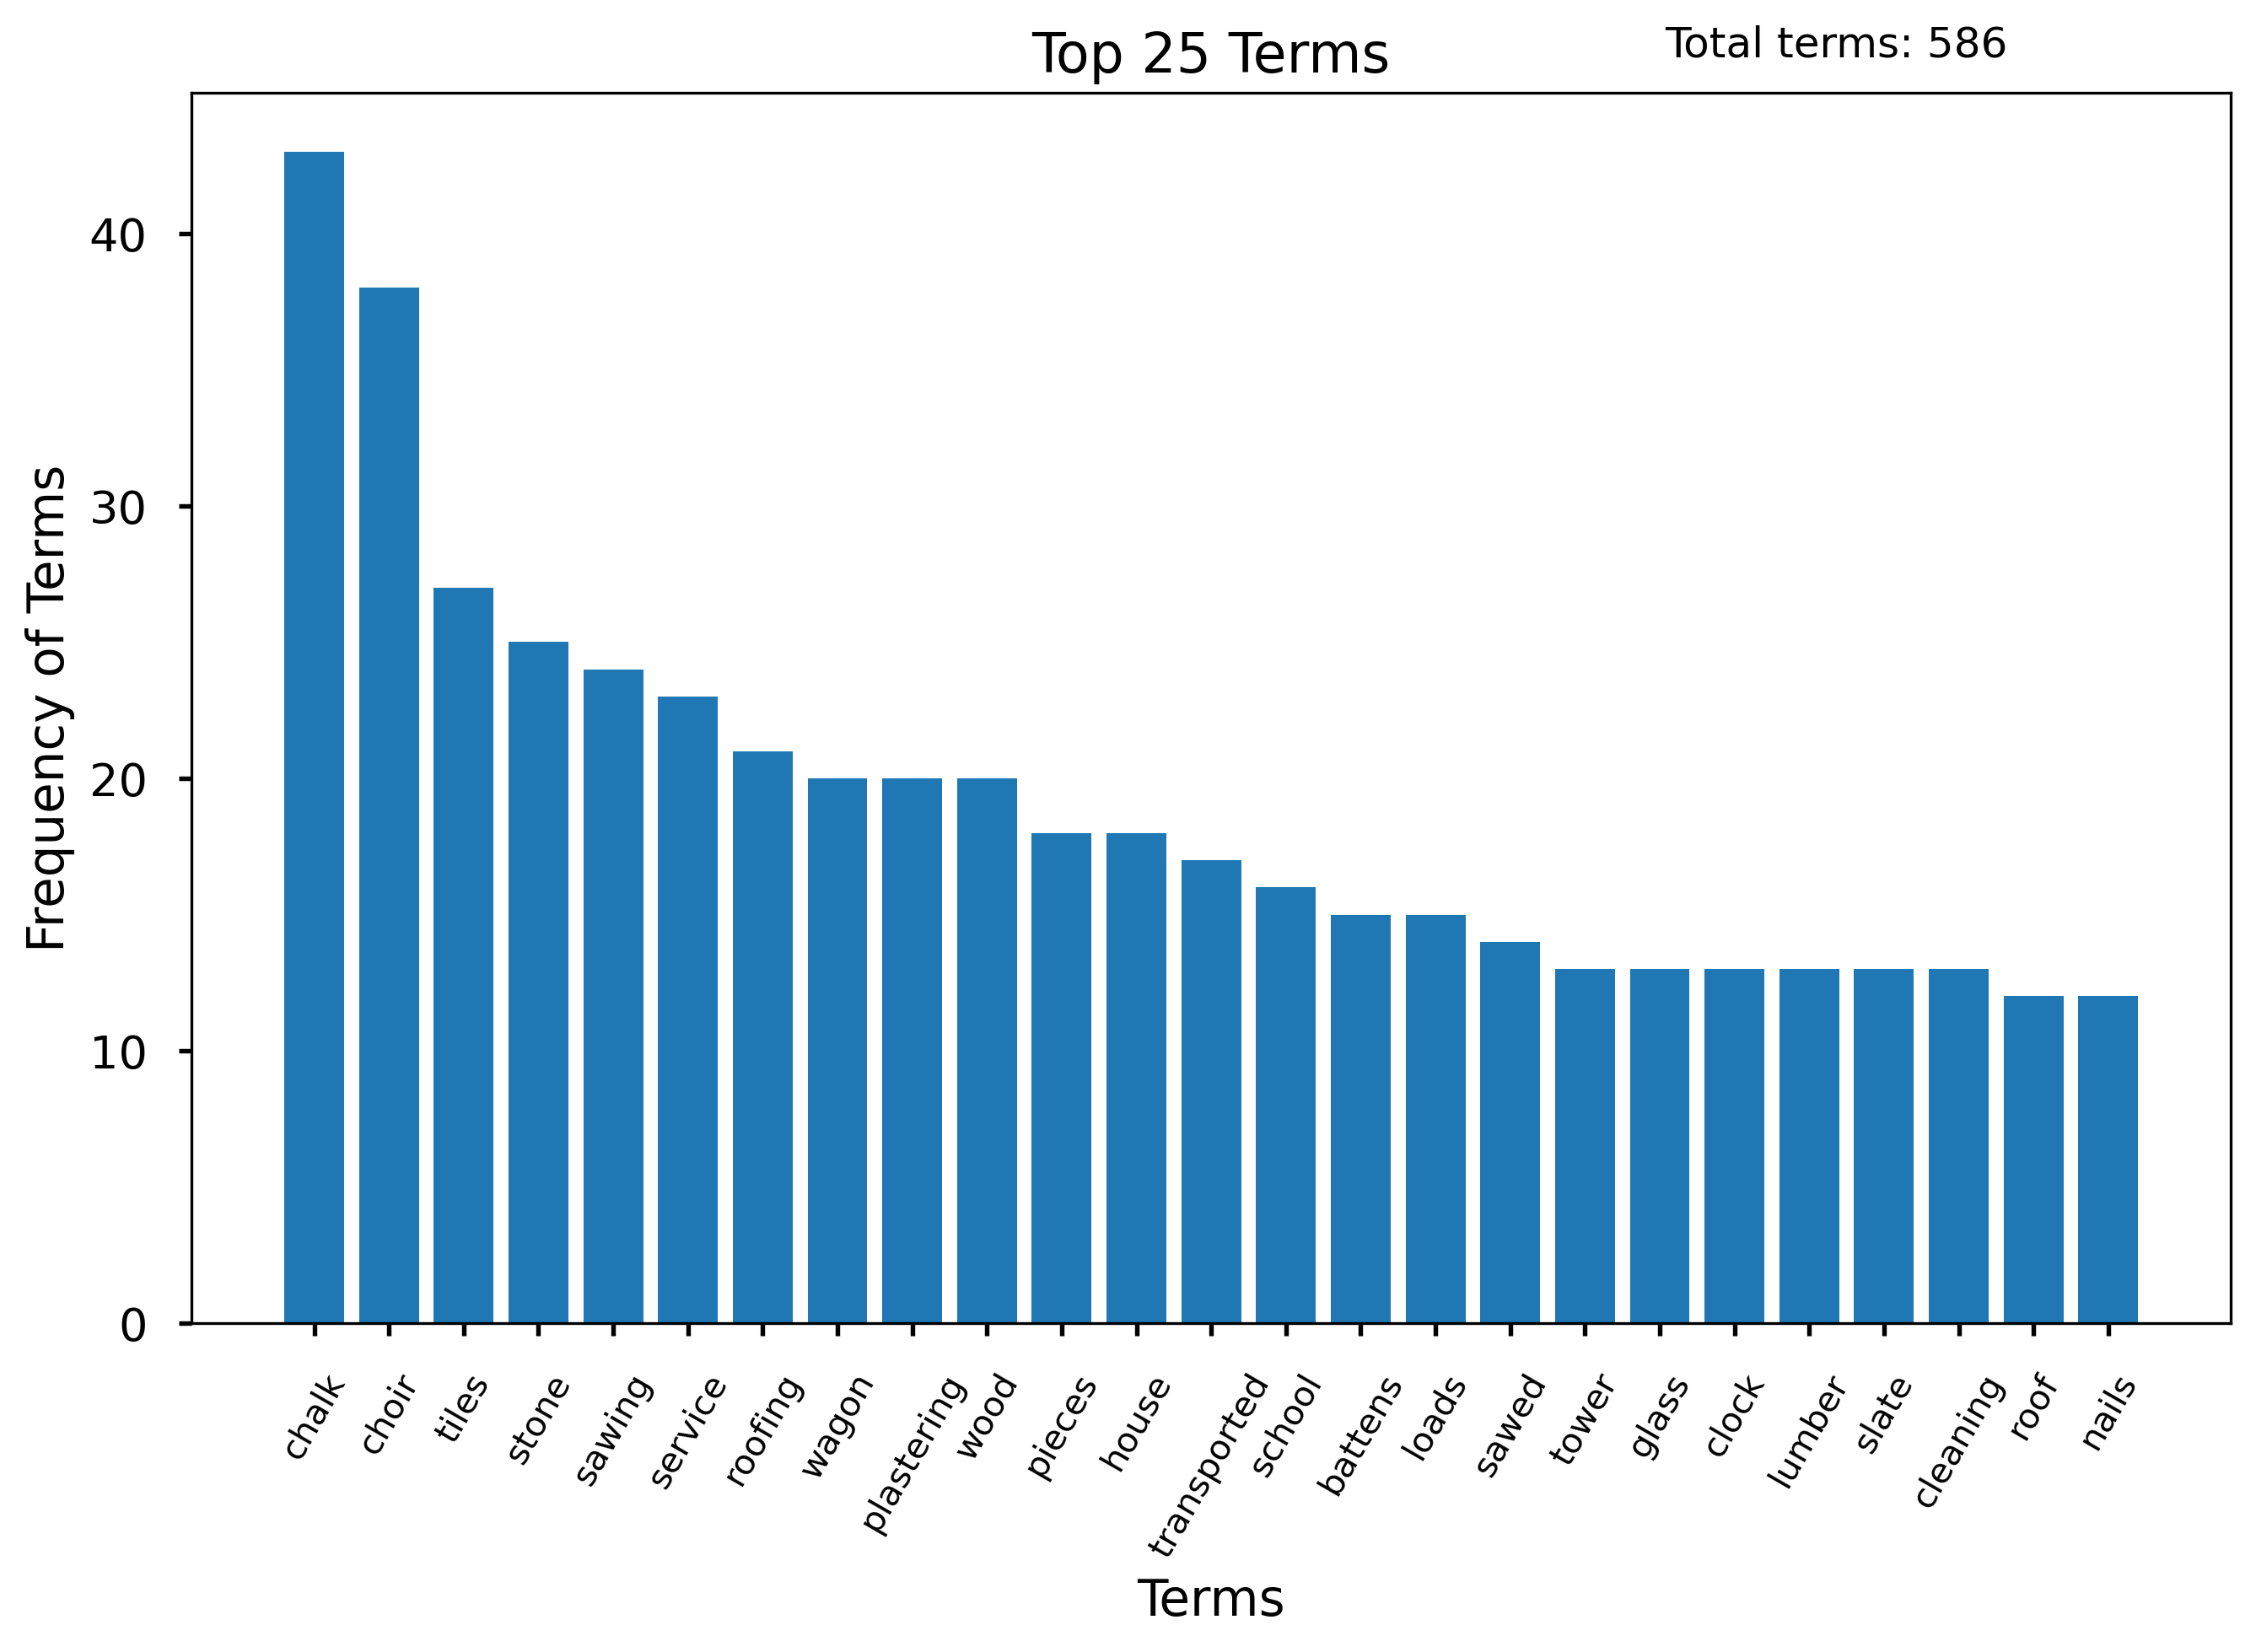 Top 25 Terms
Total terms: 586
Frequency of Terms
40
30
20
10
0
chalk
choir
tiles
stone
sawing
service
roofing
wagon
plastering
wood
pieces
house
transported
school
battens
loads
sawed
tower
glass
clock
lumber
slate
cleaning
roof
nails
Terms